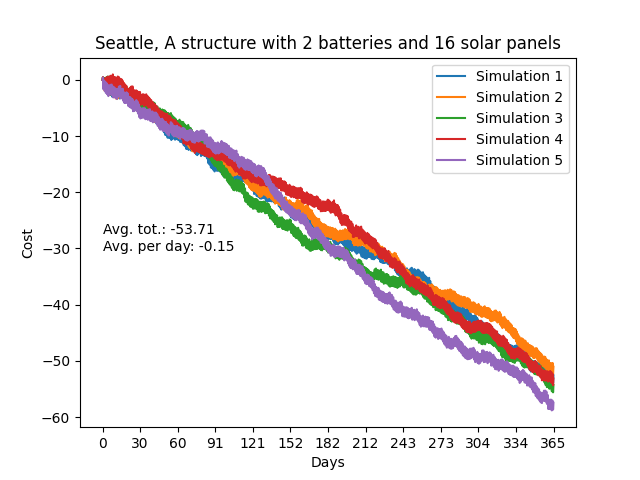 Seattle, A structure with 2 batteries and 16 solar panels
Simulation 1
Simulation 2
Simulation 3
Simulation 4
Simulation 5
0
−10
−20
−30
−40
−50
−60
Cost
Avg. tot.: -53.71
Avg. per day: -0.15
0 30 60 91 121 152 182 212 243 273 304 334 365
Days